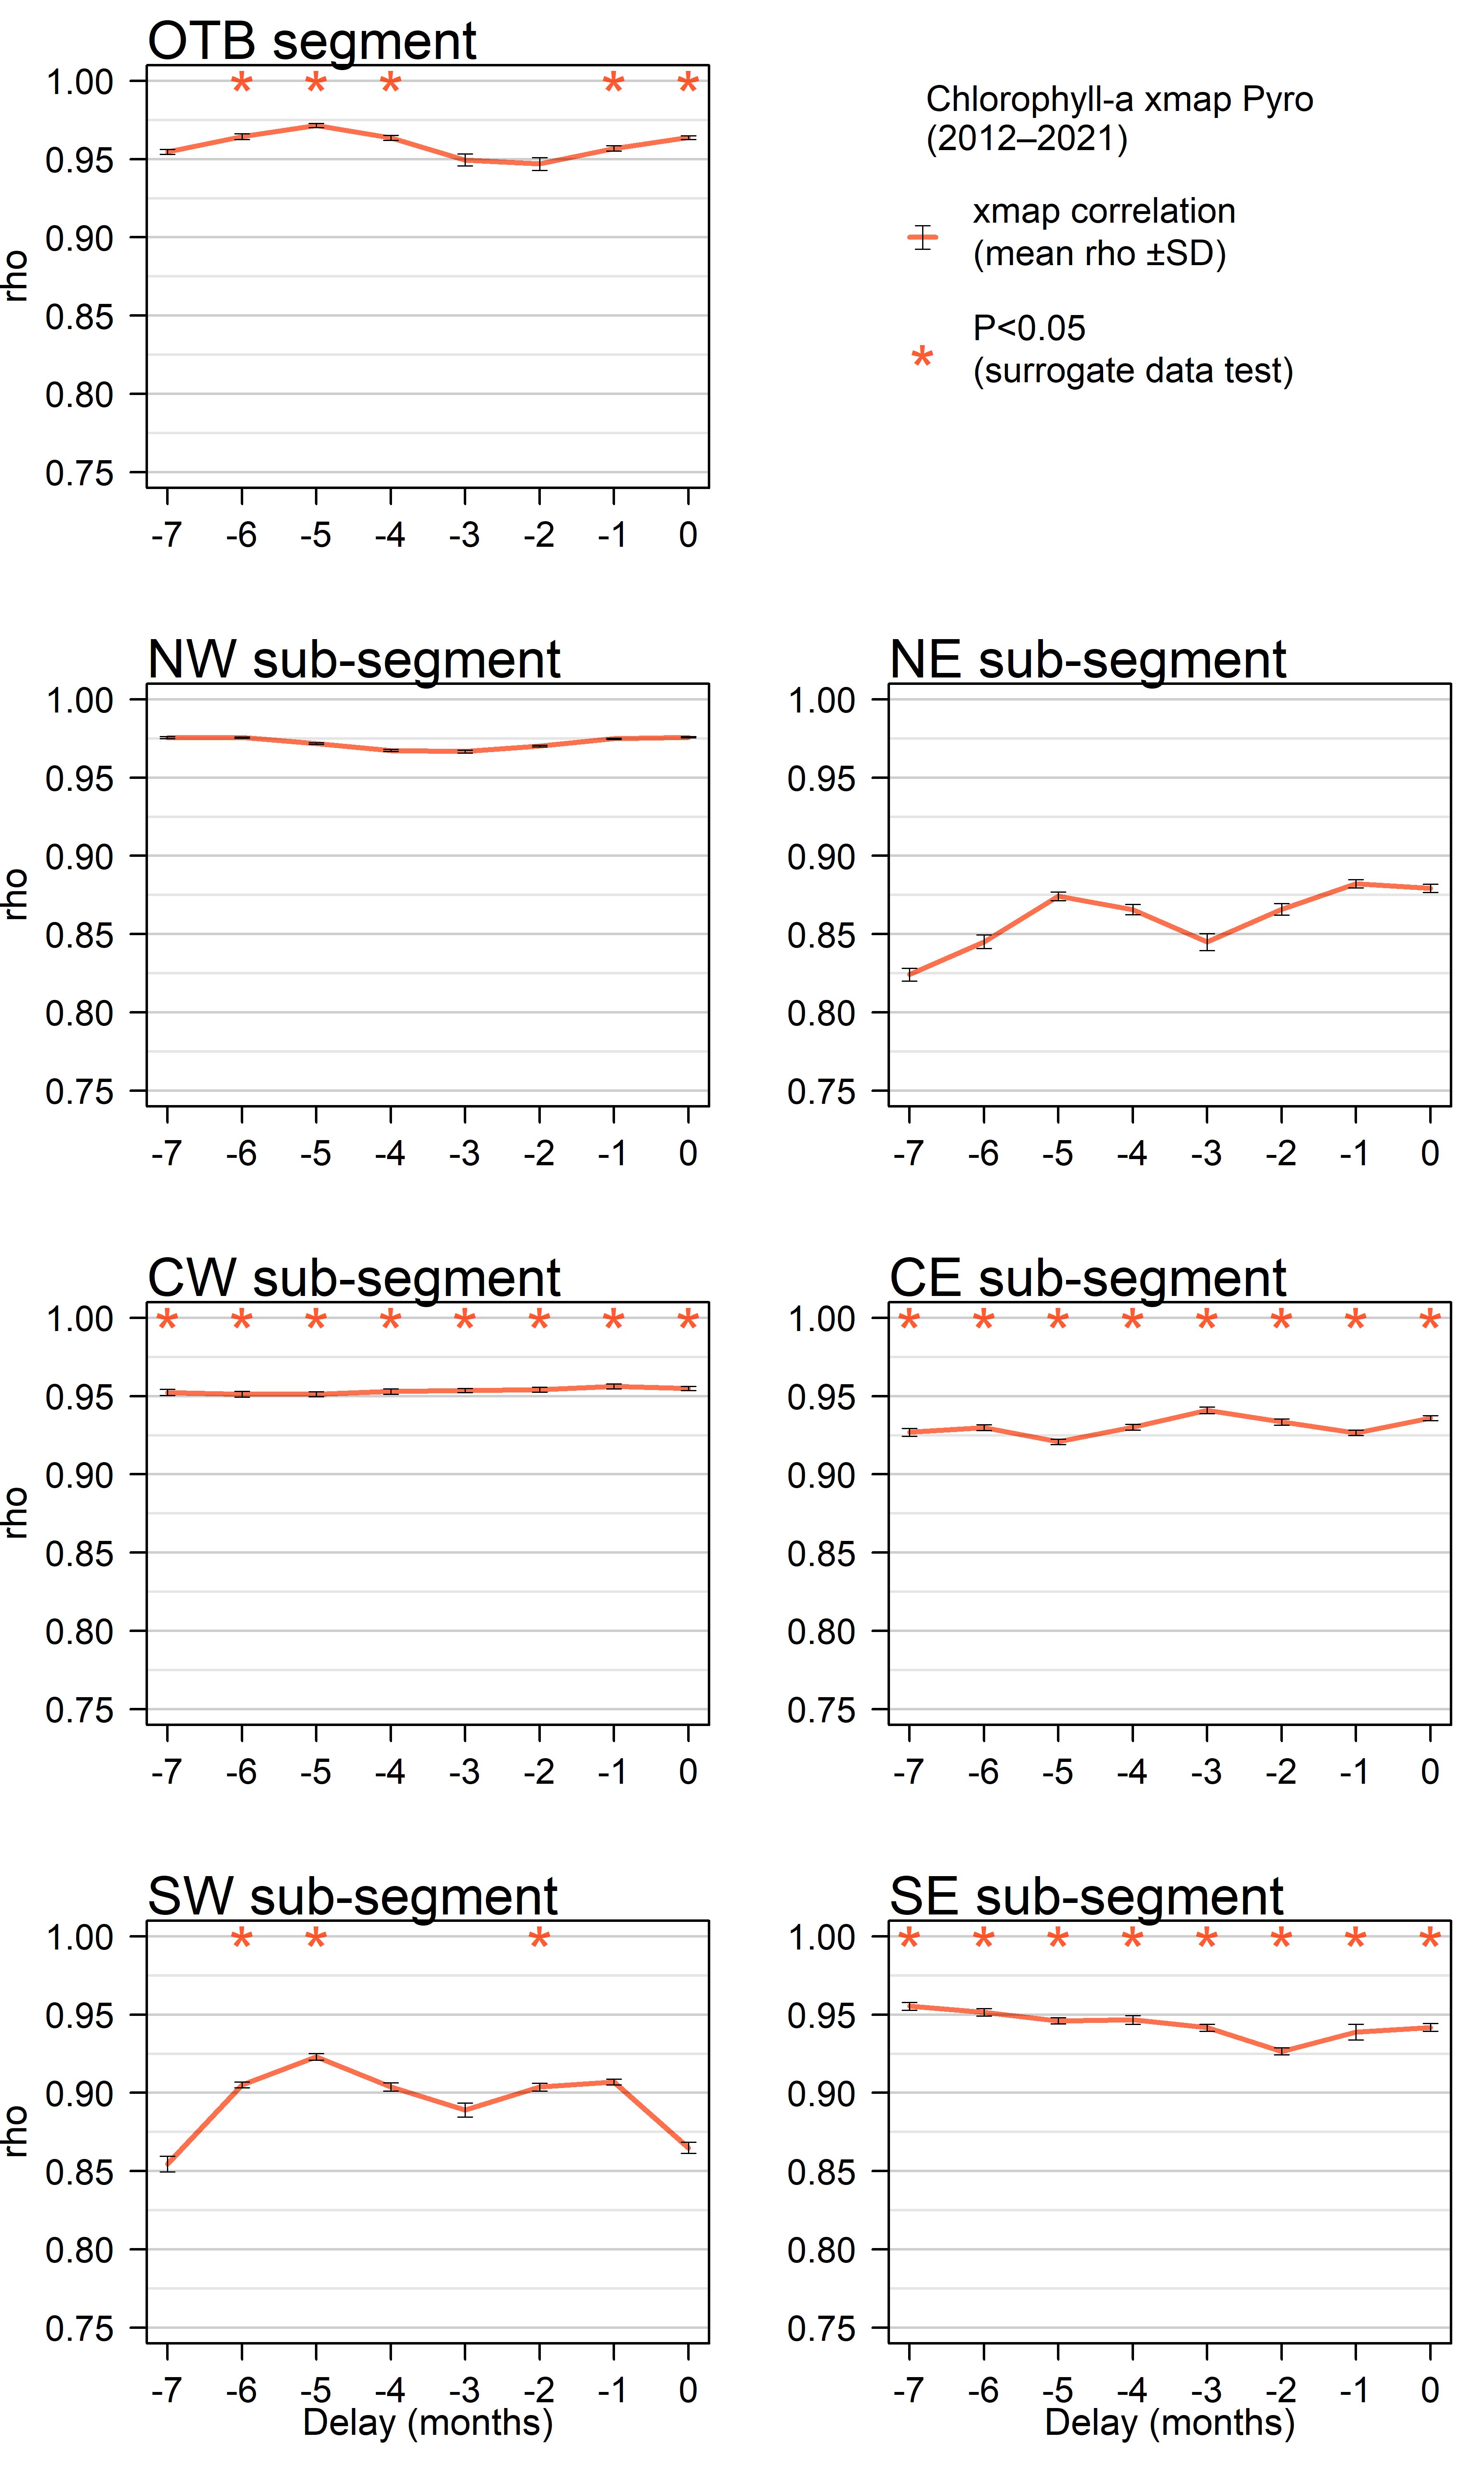 OTB segment
* * * * *
1.00
0.95
0.90
0.85
0.80
0.75
rho
-7 -6 -5 -4 -3 -2 -1 0
Chlorophyll-a xmap Pyro
(2012–2021)
xmap correlation
(mean rho ±SD)
* P<0.05
(surrogate data test)
NW sub-segment
1.00
0.95
0.90
0.85
0.80
0.75
rho
-7 -6 -5 -4 -3 -2 -1 0
NE sub-segment
1.00
0.95
0.90
0.85
0.80
0.75
-7 -6 -5 -4 -3 -2 -1 0
CW sub-segment
* * * * * * * *
1.00
0.95
0.90
0.85
0.80
0.75
rho
-7 -6 -5 -4 -3 -2 -1 0
CE sub-segment
* * * * * * * *
1.00
0.95
0.90
0.85
0.80
0.75
-7 -6 -5 -4 -3 -2 -1 0
SW sub-segment
* * *
1.00
0.95
0.90
0.85
0.80
0.75
rho
-7 -6 -5 -4 -3 -2 -1 0
Delay (months)
SE sub-segment
* * * * * * * *
1.00
0.95
0.90
0.85
0.80
0.75
-7 -6 -5 -4 -3 -2 -1 0
Delay (months)